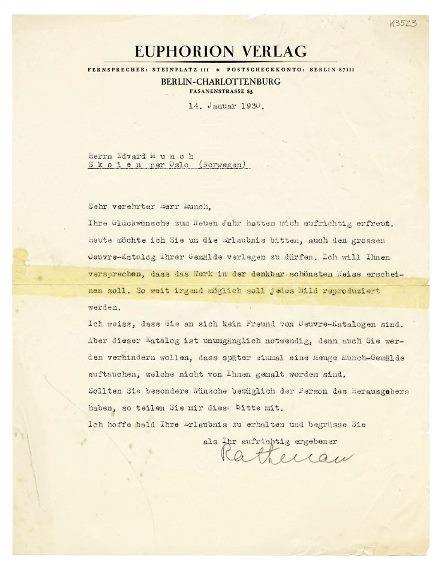 K3523
EUPHORION VERLAG
FERNSPRECHER: STEINPLATZ 111 ★ POSTSCHECKKONTO: BERLIN 87111
BERLIN-CHARLOTTENBURG
FASANENSTRASSE 83
14. Januar 1930.
Herrn Edvard Munch
Skoien per Oslo (Norwegen)
Sehr verehrter Herr Munch,
Ihre Glückwünsche zum Neuen Jahr hatten mich aufrichtig erfreut.
Heute möchte ich Sie um die Erlaubnis bitten, auch den grossen
Oeuvre-Katalog Ihrer Gemälde verlegen zu dürfen. Ich will Ihnen
versprechen, dass das Werk in der denkbar schönsten Weise erschei-
nen soll. So weit irgend möglich soll jedes Bild reproduziert
werden.
Ich weiss, dass Sie an sich kein Freund von Oeuvre-Katalogen sind.
Aber dieser Katalog ist unumgänglich notwendig, denn auch Sie wer-
den verhindern wollen, dass später einmal eine Menge Munch-Gemälde
auftauchen, welche nicht von Ihnen gemalt worden sind.
Sollten Sie besondere Wünsche bezüglich der Person des Herausgebers
haben, so teilen Sie mir diese bitte mit.
Ich hoffe bald Ihre Erlaubnis zu erhalten und begrüsse Sie
als Ihr aufrichtig ergebener
Rathenau